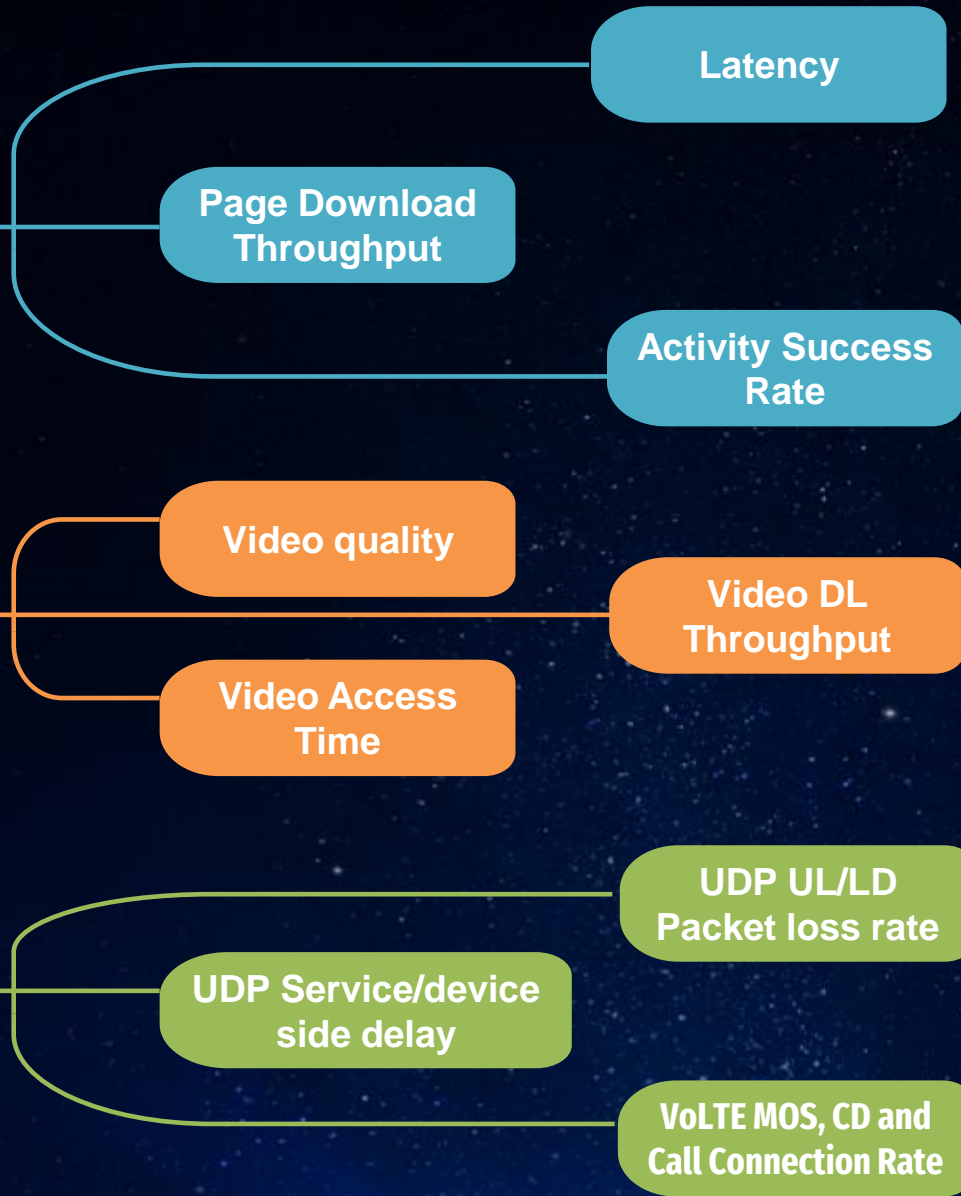 Latency
Page Download
Throughput
Activity Success
Rate
Video quality
Video DL
Throughput
Video Access
Time
UDP UL/LD
Packet loss rate
UDP Service/device
side delay
VoLTE MOS, CD and
Call Connection Rate